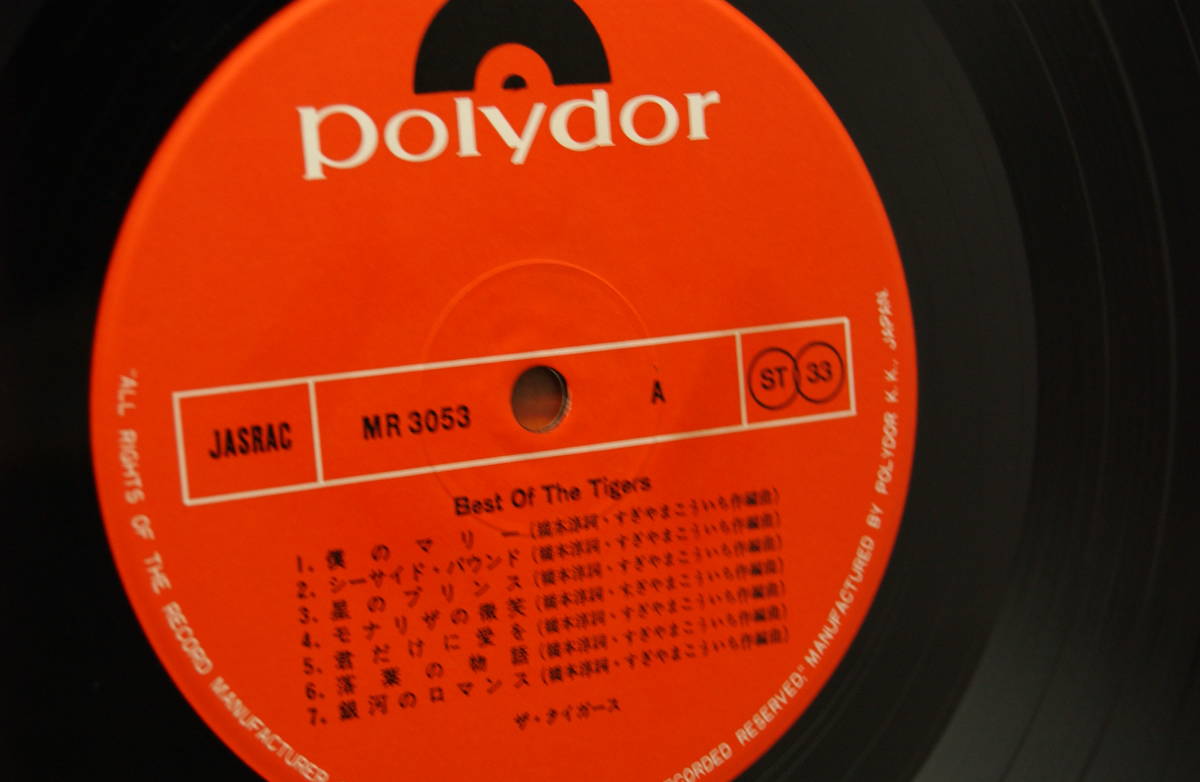 polydor
JASRAC MR 3053 A ST 33
Best Of The Tigers
1. 僕のマリー (橋本淳詞・すぎやまこういち作編曲)
2. シーサイド・バウンド (橋本淳詞・すぎやまこういち作編曲)
3. 星のプリンス (橋本淳詞・すぎやまこういち作編曲)
4. モナリザの微笑 (橋本淳詞・すぎやまこういち作編曲)
5. 君だけに愛を (橋本淳詞・すぎやまこういち作編曲)
6. 落葉の物語 (橋本淳詞・すぎやまこういち作編曲)
7. 銀河のロマンス (橋本淳詞・すぎやまこういち作編曲)
ザ・タイガース
"ALL RIGHTS OF THE RECORD MANUFACTURER
RECORDED RESERVED," MANUFACTURED BY POLYDOR K. K., JAPAN.